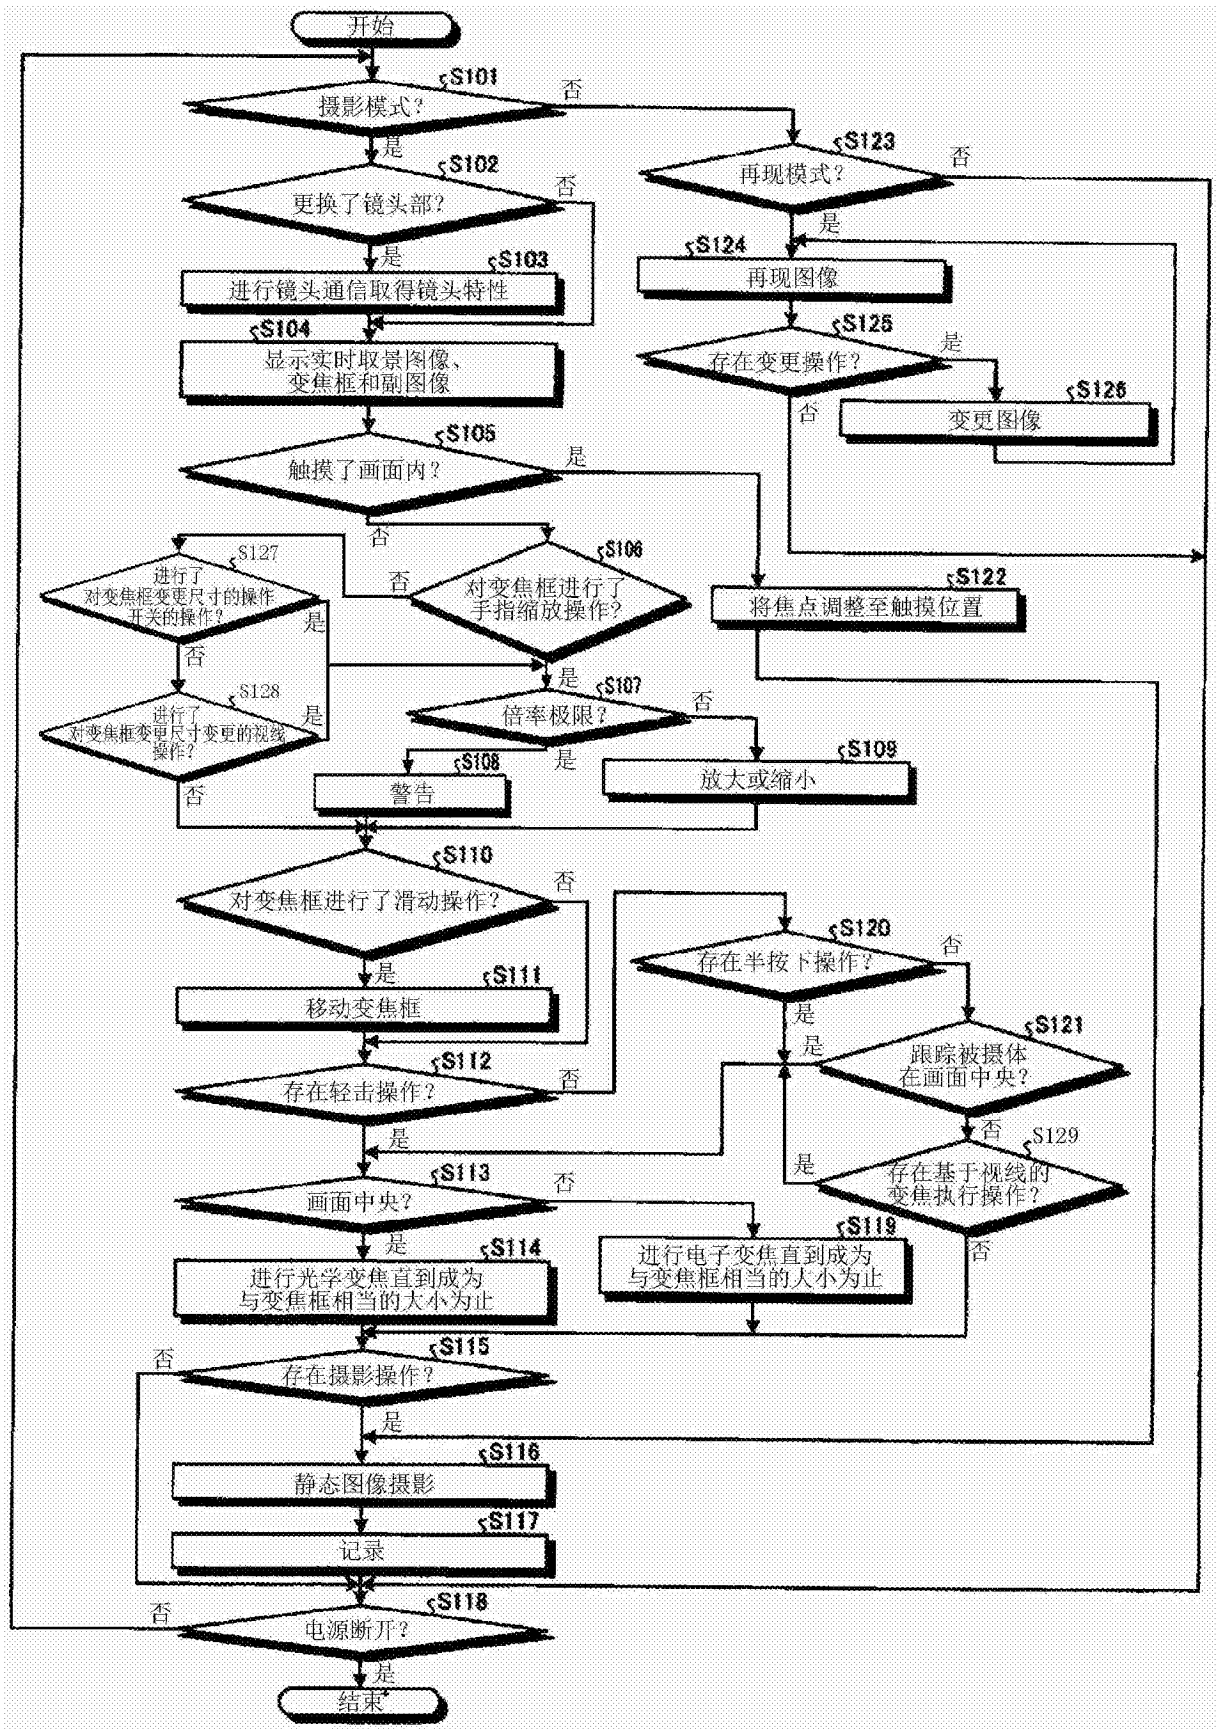 开始
S101
摄影模式？
否
是
S102
更换了镜头部？
否
是
S103
进行镜头通信取得镜头特性
S104
显示实时取景图像、
变焦框和副图像
S105
触摸了画面内？
是
否
S123
再现模式？
否
是
S124
再现图像
S125
存在变更操作？
是
否
S126
变更图像
S127
进行了
对变焦框变更尺寸的操作
开关的操作？
是
否
S106
对变焦框进行了
手指缩放操作？
否
是
S122
将焦点调整至触摸位置
S128
进行了
对变焦框变更尺寸变更的视线
操作？
是
否
S107
倍率极限？
否
是
S108
警告
S109
放大或缩小
S110
对变焦框进行了滑动操作？
否
是
S111
移动变焦框
S112
存在轻击操作？
否
是
S120
存在半按下操作？
否
是
S121
跟踪被摄体
在画面中央？
是
否
S129
存在基于视线的
变焦执行操作？
是
否
S113
画面中央？
否
是
S114
进行光学变焦直到成为
与变焦框相当的大小为止
S119
进行电子变焦直到成为
与变焦框相当的大小为止
S115
存在摄影操作？
否
是
S116
静态图像摄影
S117
记录
S118
电源断开？
否
是
结束